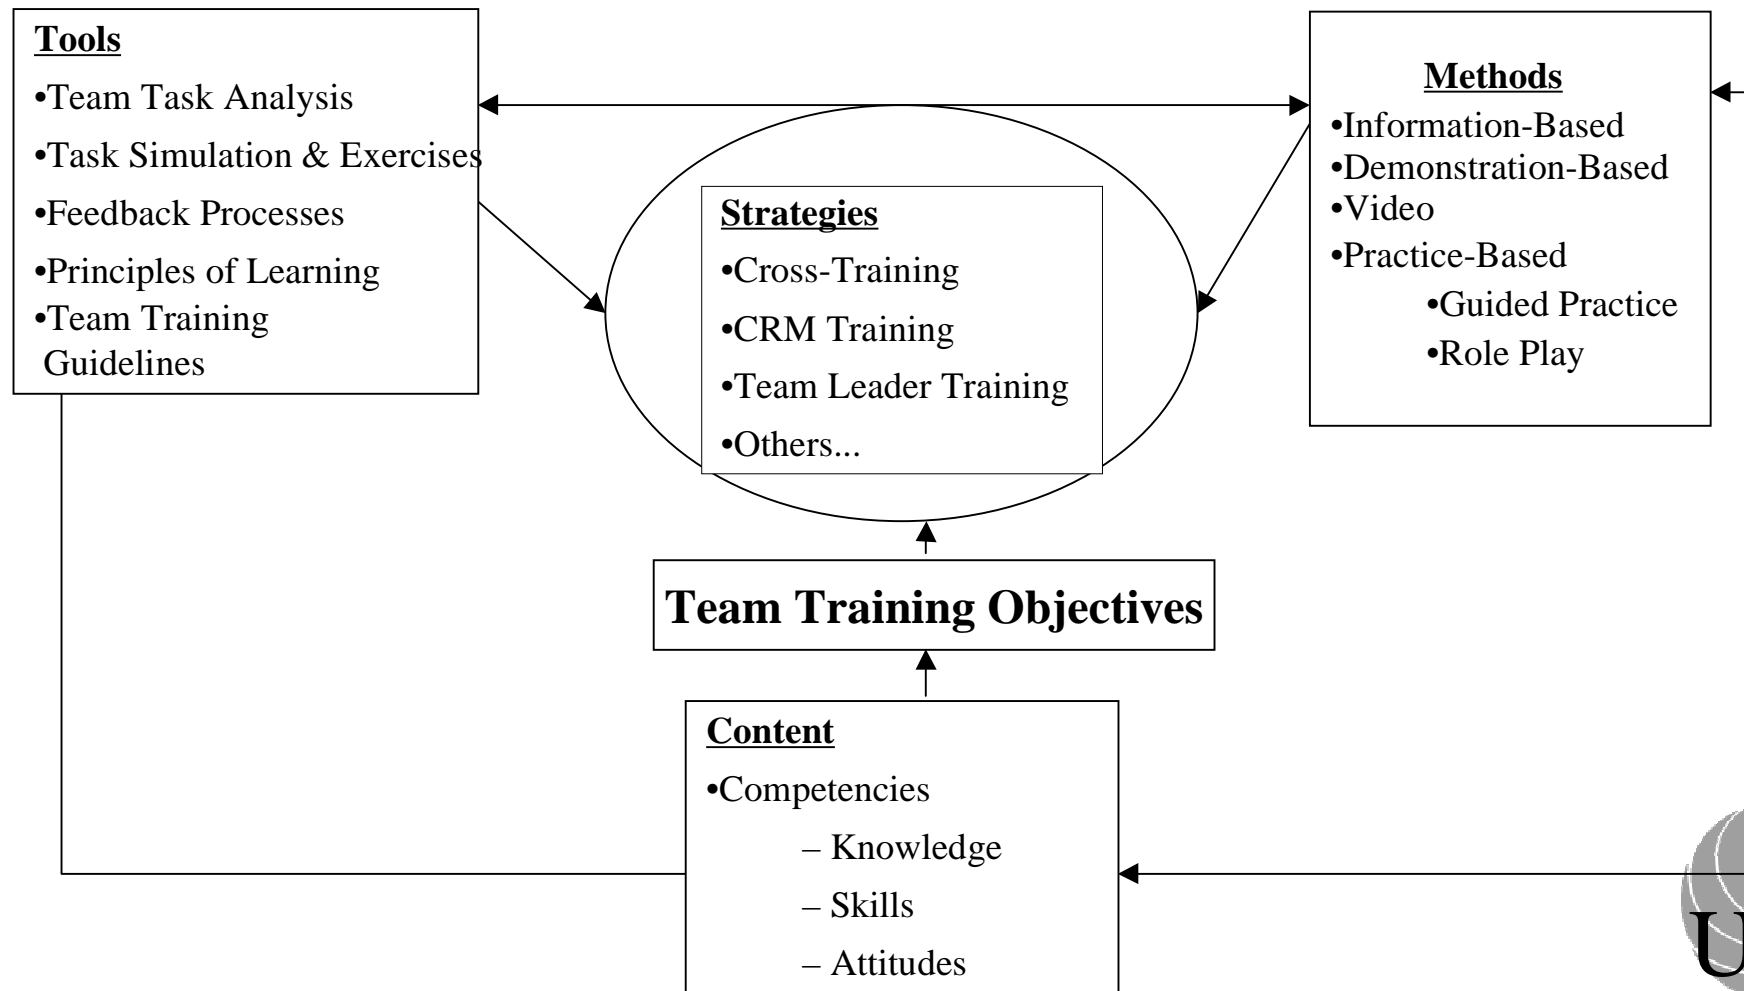 Tools
•Team Task Analysis
•Task Simulation & Exercises
•Feedback Processes
•Principles of Learning
•Team Training
Guidelines
Strategies
•Cross-Training
•CRM Training
•Team Leader Training
•Others...
Methods
•Information-Based
•Demonstration-Based
•Video
•Practice-Based
•Guided Practice
•Role Play
Team Training Objectives
Content
•Competencies
– Knowledge
– Skills
– Attitudes
U